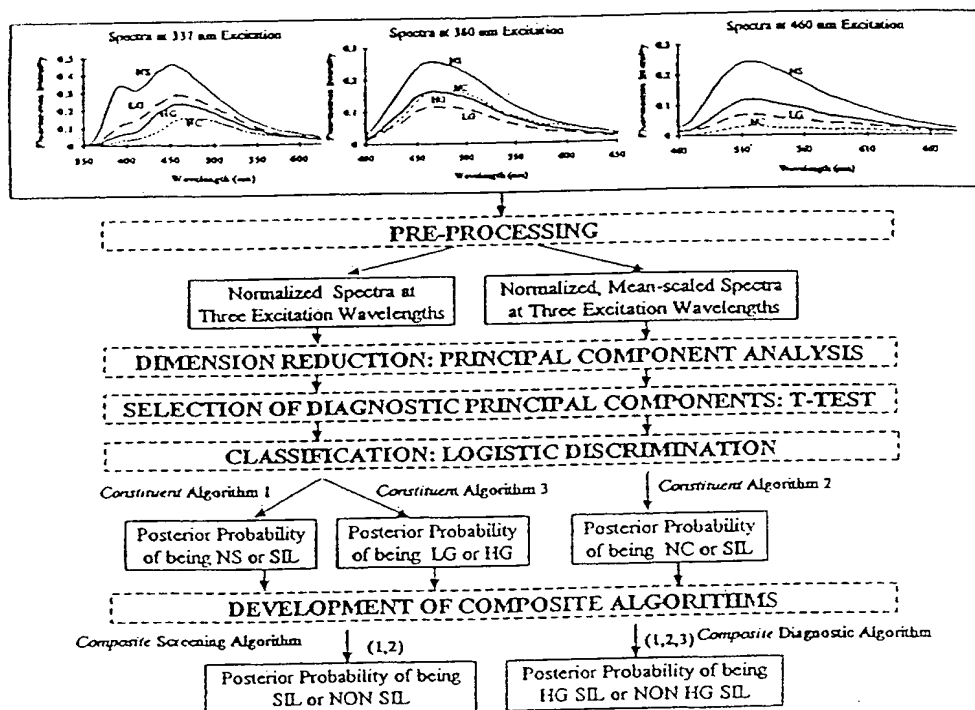 Spectra at 337 nm Excitation
Spectra at 380 nm Excitation
Spectra at 460 nm Excitation
NS
LG
HG
NC
NS
NC
HG
LG
NS
LG
NC
Wavelength (nm)
Wavelength (nm)
Wavelength (nm)
PRE-PROCESSING
Normalized Spectra at
Three Excitation Wavelengths
Normalized, Mean-scaled Spectra
at Three Excitation Wavelengths
DIMENSION REDUCTION: PRINCIPAL COMPONENT ANALYSIS
SELECTION OF DIAGNOSTIC PRINCIPAL COMPONENTS: T-TEST
CLASSIFICATION: LOGISTIC DISCRIMINATION
Constituent Algorithm 1
Constituent Algorithm 3
Constituent Algorithm 2
Posterior Probability
of being NS or SIL
Posterior Probability
of being LG or HG
Posterior Probability
of being NC or SIL
DEVELOPMENT OF COMPOSITE ALGORITHMS
Composite Screening Algorithm
(1,2)
(1,2,3) Composite Diagnostic Algorithm
Posterior Probability of being
SIL or NON SIL
Posterior Probability of being
HG SIL or NON HG SIL